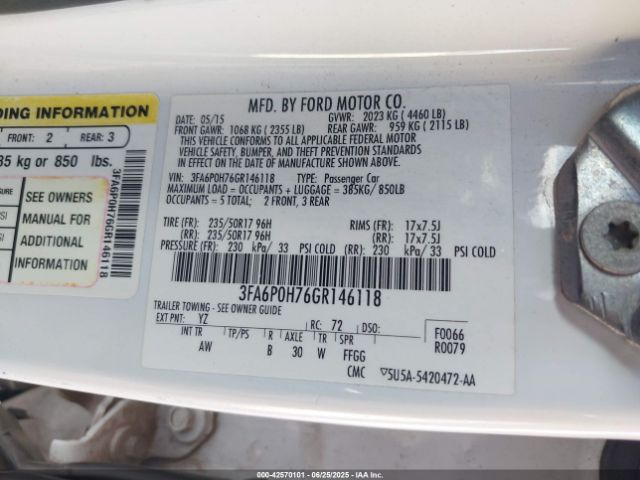 DING INFORMATION
FRONT: 2 REAR: 3
85 kg or 850 lbs.
SEE OWNERS
MANUAL FOR
ADDITIONAL
INFORMATION
3FA6P0H76GR146118
MFD. BY FORD MOTOR CO.
DATE: 05/15 GVWR: 2023 KG ( 4460 LB)
FRONT GAWR: 1068 KG ( 2355 LB) REAR GAWR: 959 KG ( 2115 LB)
THIS VEHICLE CONFORMS TO ALL APPLICABLE FEDERAL MOTOR
VEHICLE SAFETY, BUMPER, AND THEFT PREVENTION STANDARDS
IN EFFECT ON THE DATE OF MANUFACTURE SHOWN ABOVE.
VIN: 3FA6P0H76GR146118 TYPE: Passenger Car
MAXIMUM LOAD = OCCUPANTS + LUGGAGE = 385KG/ 850LB
OCCUPANTS = 5 TOTAL: 2 FRONT, 3 REAR
TIRE (FR): 235/50R17 96H RIMS (FR): 17x7.5J
(RR): 235/50R17 96H (RR): 17x7.5J
PRESSURE (FR): 230 kPa/ 33 PSI COLD (RR): 230 kPa/ 33 PSI COLD
3FA6P0H76GR146118
TRAILER TOWING - SEE OWNER GUIDE
EXT PNT: YZ RC: 72 DSO: F0066
R0079
INT TR TP/PS R AXLE TR SPR
AW B 30 W FFGG
CMC ▽5U5A-5420472-AA
000-42570101 | 06/25/2025 | IAAI.COM